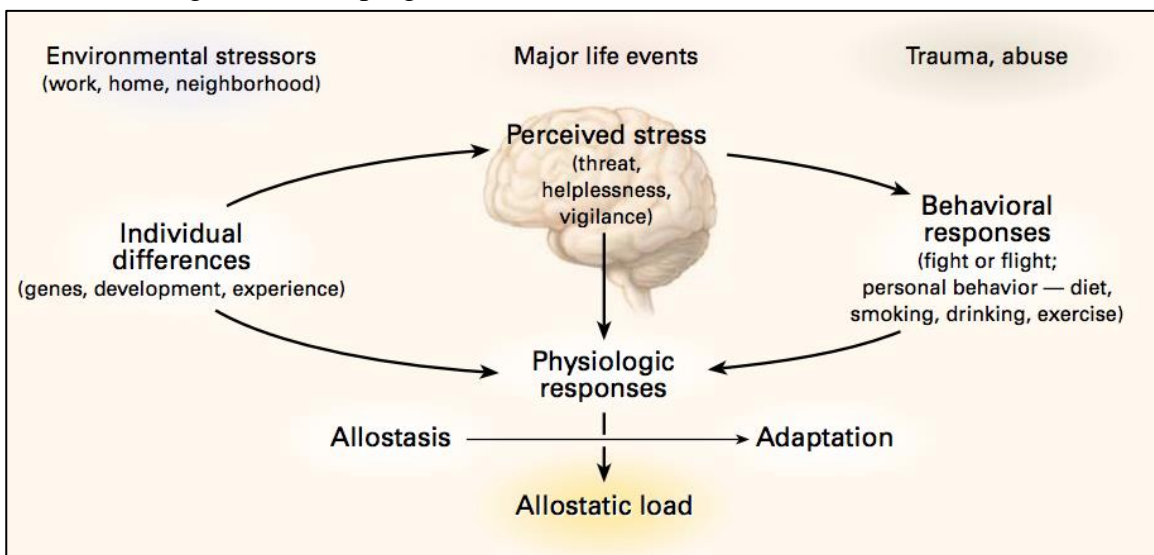 Environmental stressors
(work, home, neighborhood)
Major life events
Trauma, abuse
Perceived stress
(threat,
helplessness,
vigilance)
Individual
differences
(genes, development, experience)
Behavioral
responses
(fight or flight;
personal behavior — diet,
smoking, drinking, exercise)
Physiologic
responses
Allostasis
Adaptation
Allostatic load